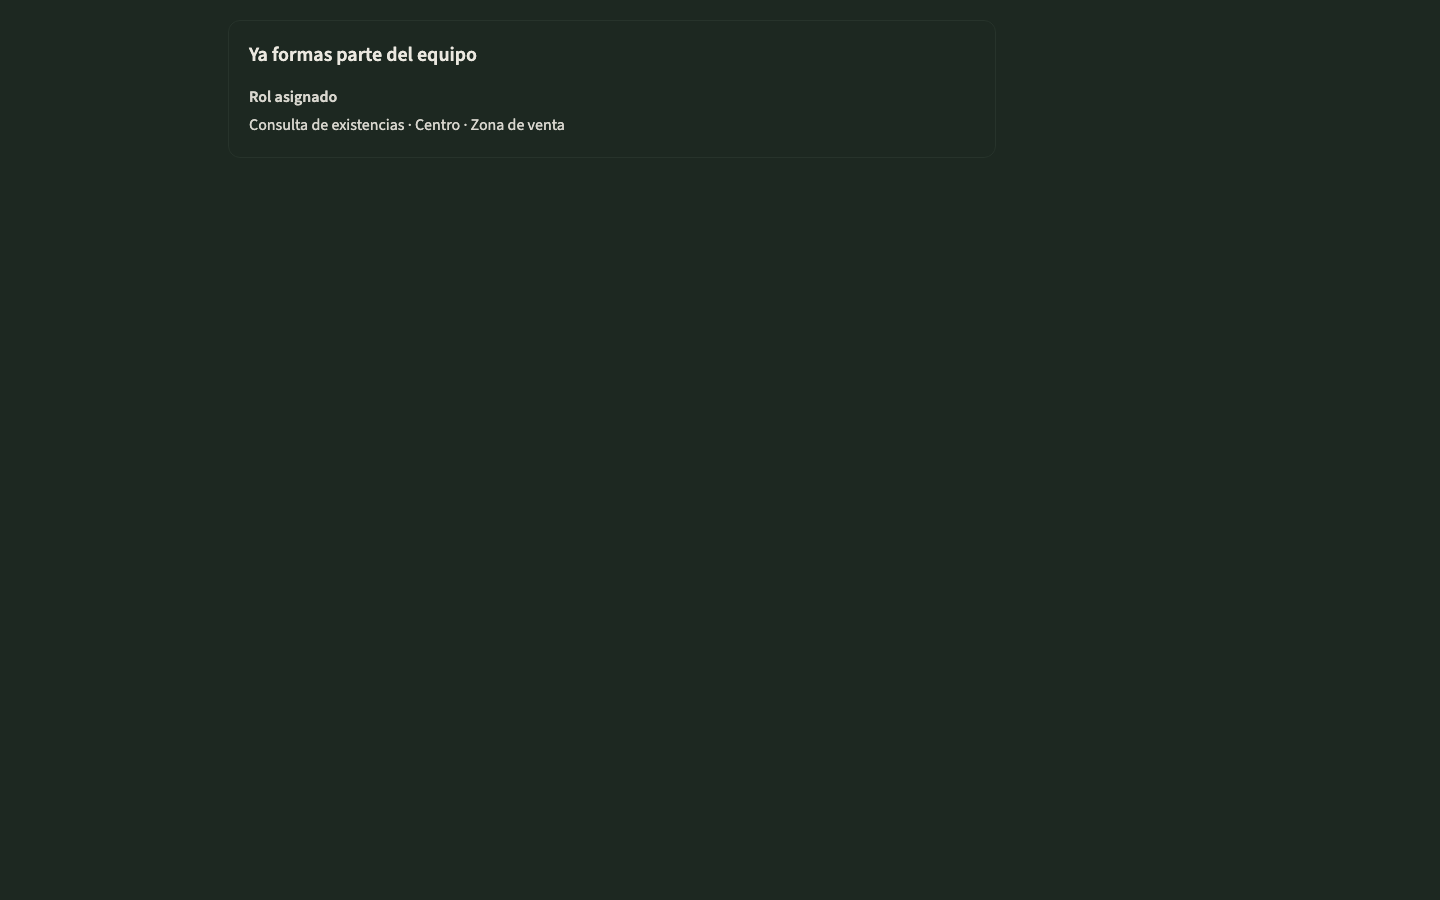 Ya formas parte del equipo
Rol asignado
Consulta de existencias · Centro · Zona de venta